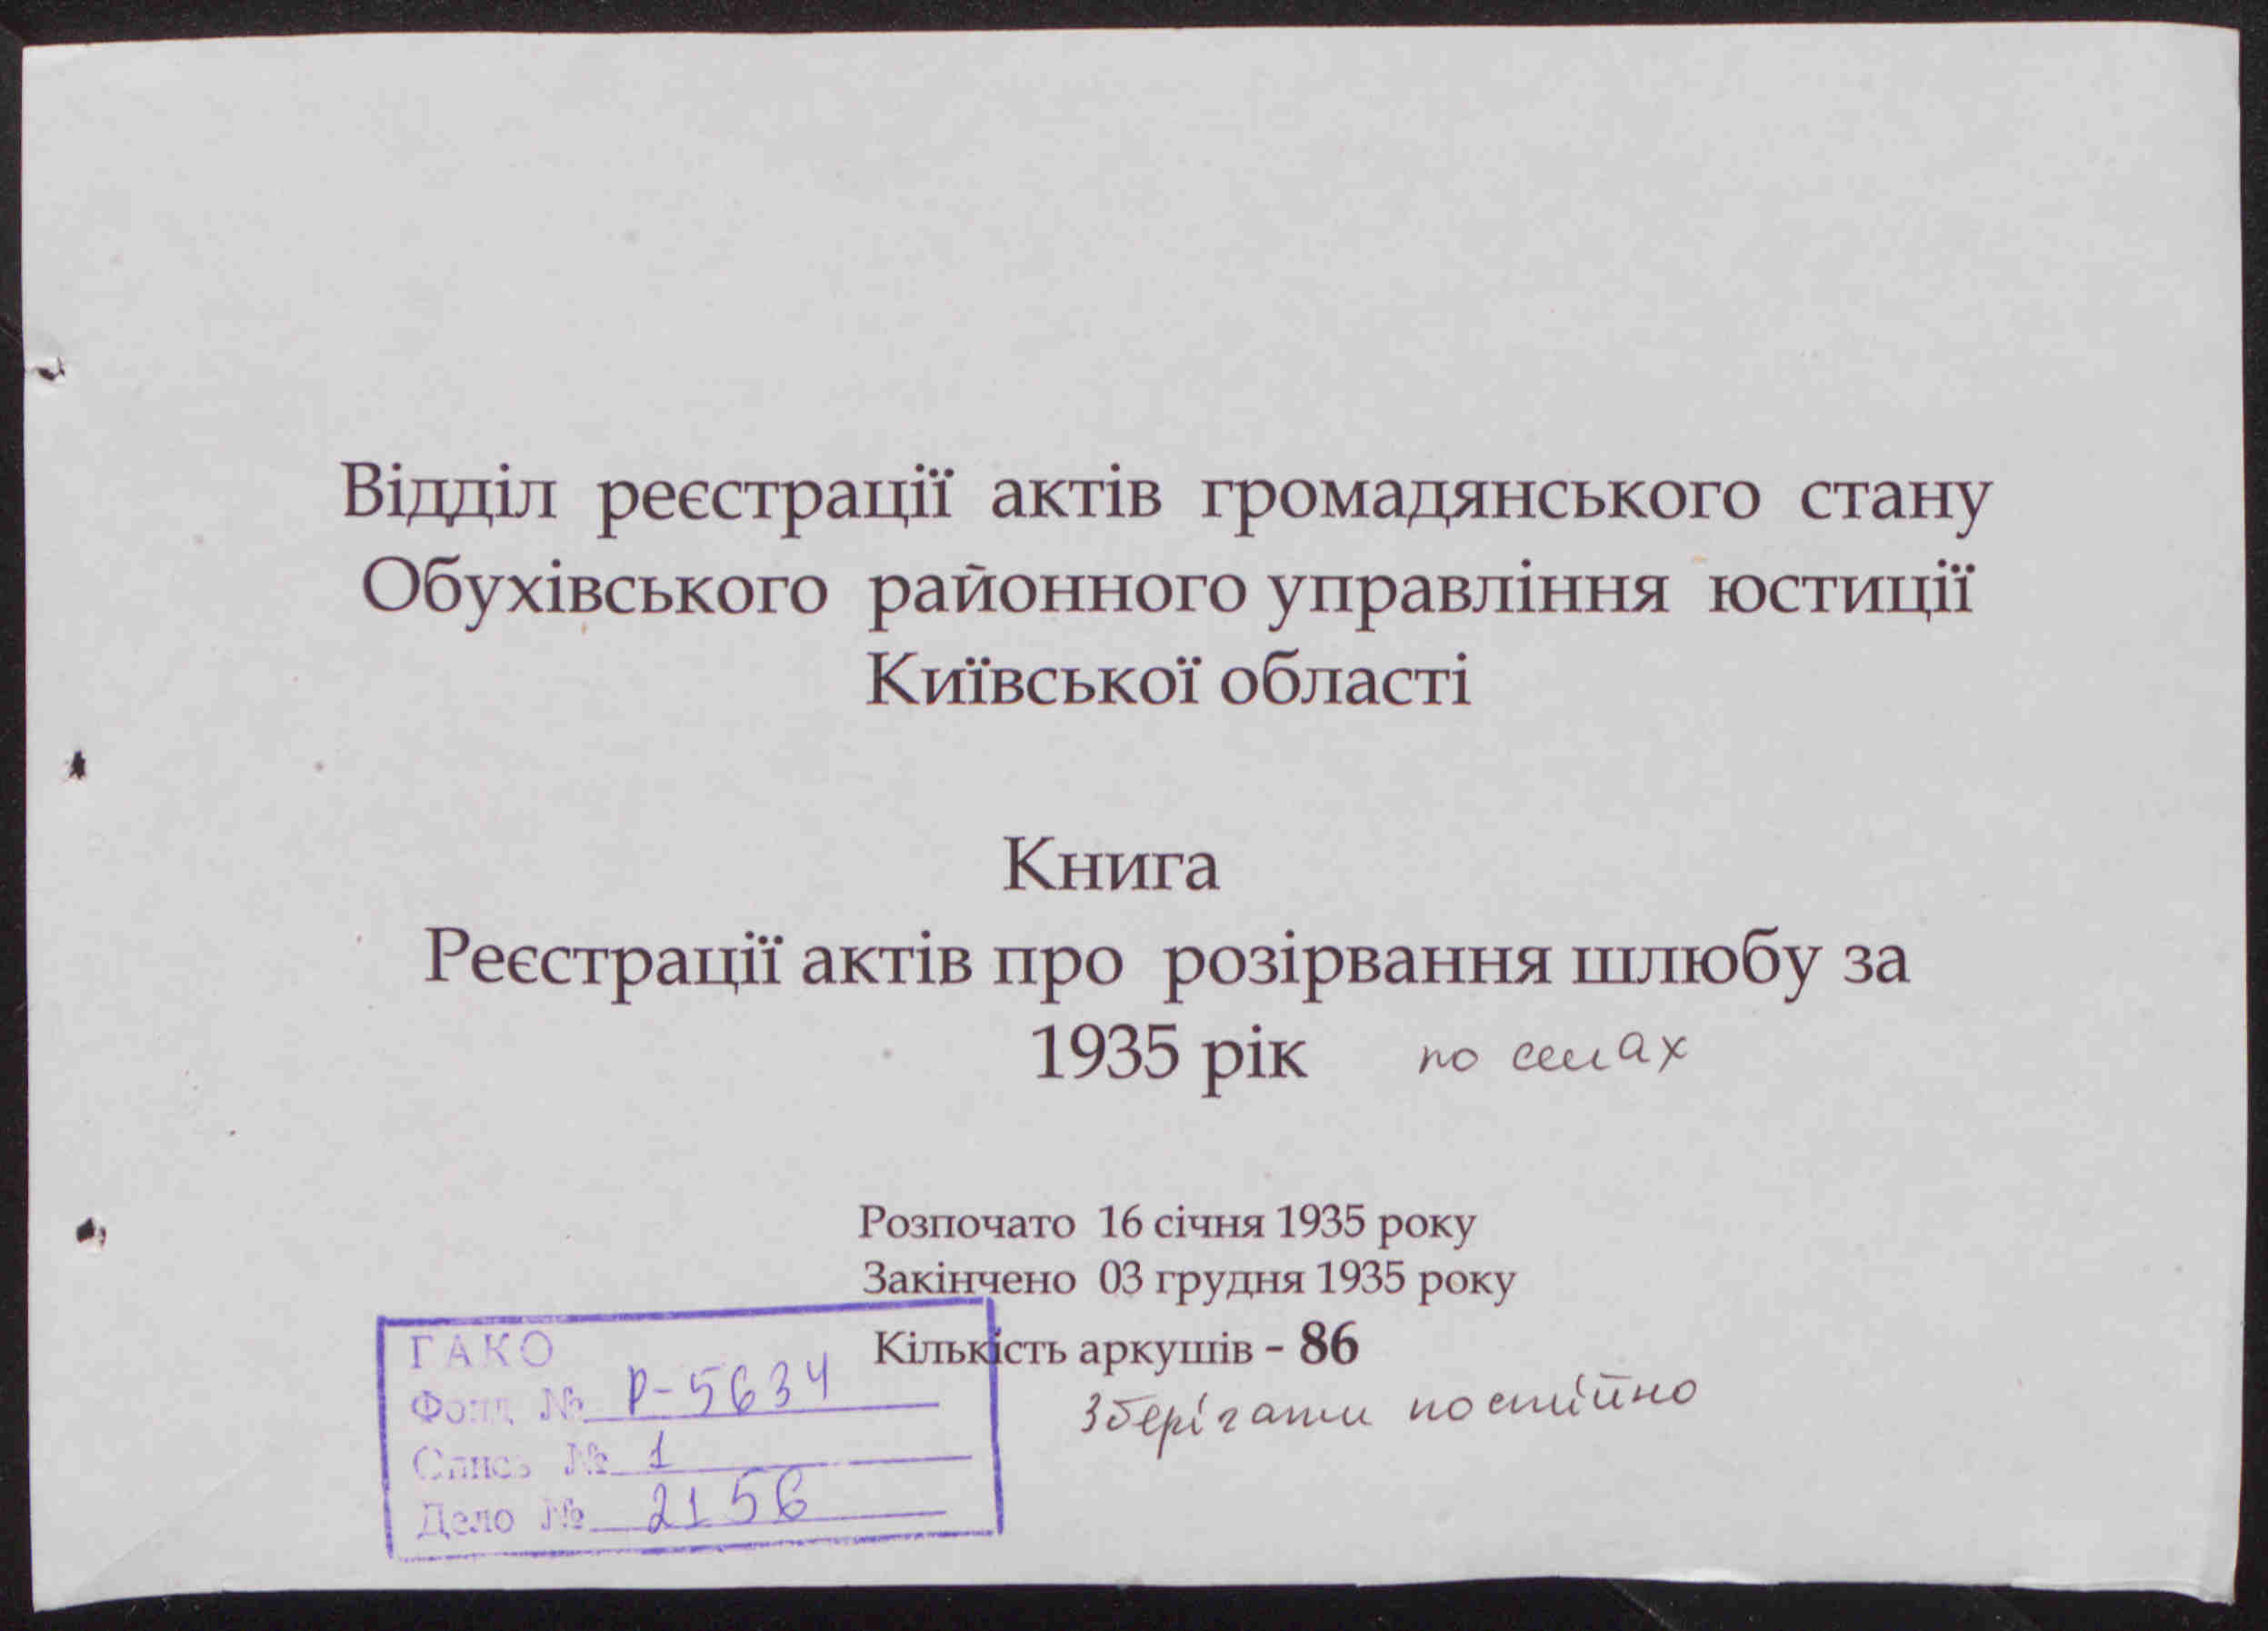 Відділ реєстрації актів громадянського стану
Обухівського районного управління юстиції
Київської області
Книга
Реєстрації актів про розірвання шлюбу за
1935 рік по селах
Розпочато 16 січня 1935 року
Закінчено 03 грудня 1935 року
Кількість аркушів - 86
Зберігати постійно
ГАКО
Фонд № Р-5634
Опись № 1
Дело № 2156